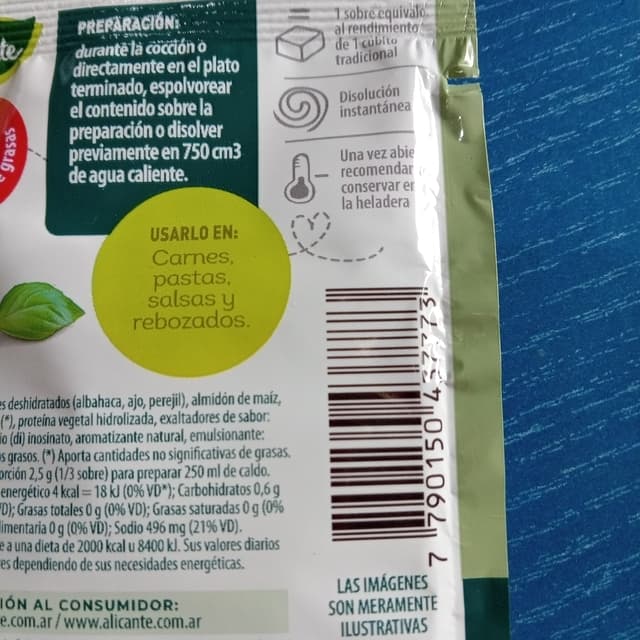 PREPARACIÓN:
durante la cocción o
directamente en el plato
terminado, espolvorear
el contenido sobre la
preparación o disolver
previamente en 750 cm3
de agua caliente.
grasas
1 sobre equivale
al rendimiento
de 1 cubito
tradicional
Disolución
instantánea
Una vez abie
recomendar
conservar en
la heladera
USARLO EN:
Carnes,
pastas,
salsas y
rebozados.
es deshidratados (albahaca, ajo, perejil), almidón de maíz,
(*), proteína vegetal hidrolizada, exaltadores de sabor:
io (di) inosinato, aromatizante natural, emulsionante:
s grasos. (*) Aporta cantidades no significativas de grasas.
orción 2,5 g (1/3 sobre) para preparar 250 ml de caldo.
energético 4 kcal = 18 kJ (0% VD*); Carbohidratos 0,6 g
VD); Grasas totales 0 g (0% VD); Grasas saturadas 0 g (0%
limentaria 0 g (0% VD); Sodio 496 mg (21% VD).
e a una dieta de 2000 kcal u 8400 kJ. Sus valores diarios
es dependiendo de sus necesidades energéticas.
IÓN AL CONSUMIDOR:
e.com.ar / www.alicante.com.ar
7 790150 437773
LAS IMÁGENES
SON MERAMENTE
ILUSTRATIVAS